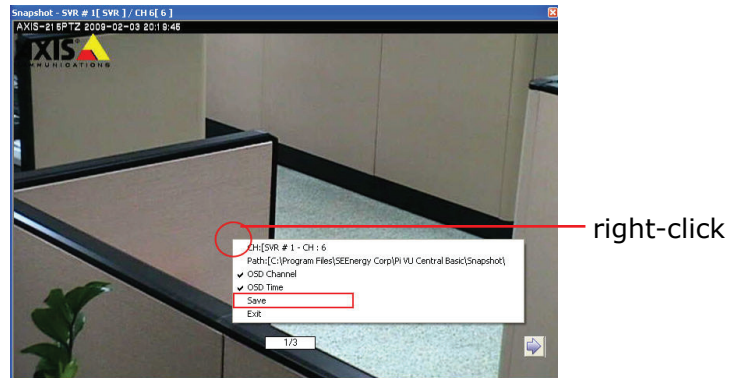 Snapshot - SVR # 1[ SVR ] / CH 6[ 6 ]
AXIS-215PTZ 2009-02-03 20:19:46
AXIS
COMMUNICATIONS
right-click
CH:[SVR # 1 - CH : 6
Path:[C:\Program Files\SEEnergy Corp\Pi VU Central Basic\Snapshot\
OSD Channel
OSD Time
Save
Exit
1/3